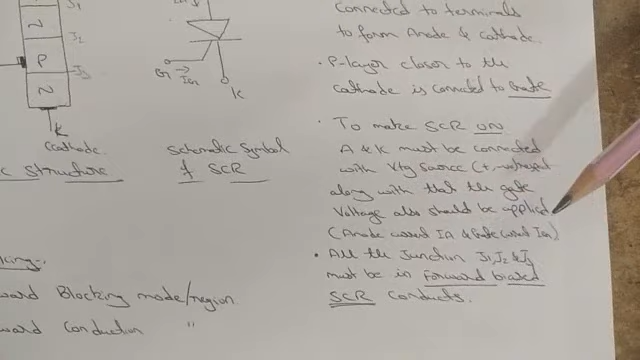 J1
N
J2
P
J3
N
K
Cathode
c Structure
G IG
K
Schematic Symbol
of SCR
Connected to terminals
to form Anode & Cathode.
• P-layer closer to the
Cathode is connected to Gate
• To make SCR ON
A & K must be connected
with Vtg Source (+ve
along with that the gate
Voltage also should be applied
(Anode current IA & Gate current IG)
• All the Junction J1, J2 & J3
must be in Forward biased
SCR Conducts.
king:-
ward Blocking mode/region
ward Conduction "